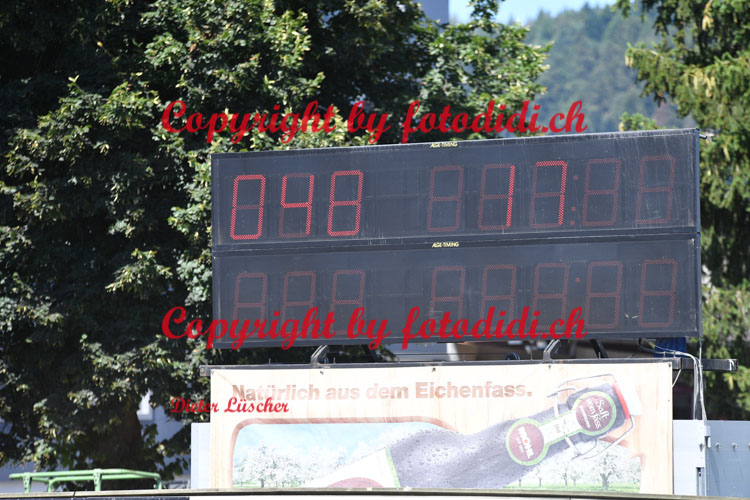 Copyright by fotodidi.ch
ALGE-TIMING
048 17
ALGE-TIMING
Copyright by fotodidi.ch
Natürlich aus dem Eichenfass.
Dieter Lüscher